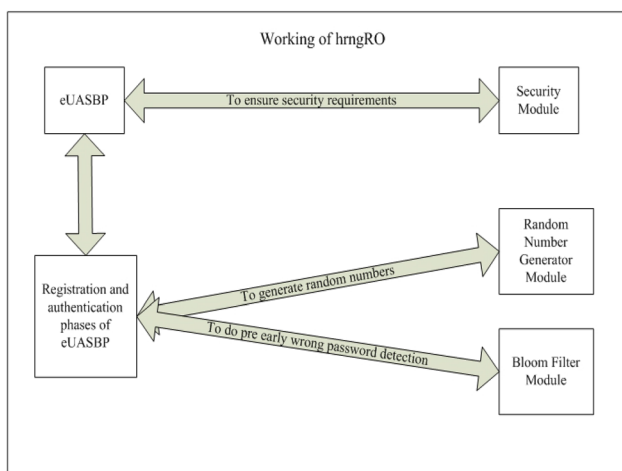 Working of hrngRO
eUASBP
To ensure security requirements
Security
Module
Registration and
authentication
phases of
eUASBP
To generate random numbers
Random
Number
Generator
Module
To do pre early wrong password detection
Bloom Filter
Module